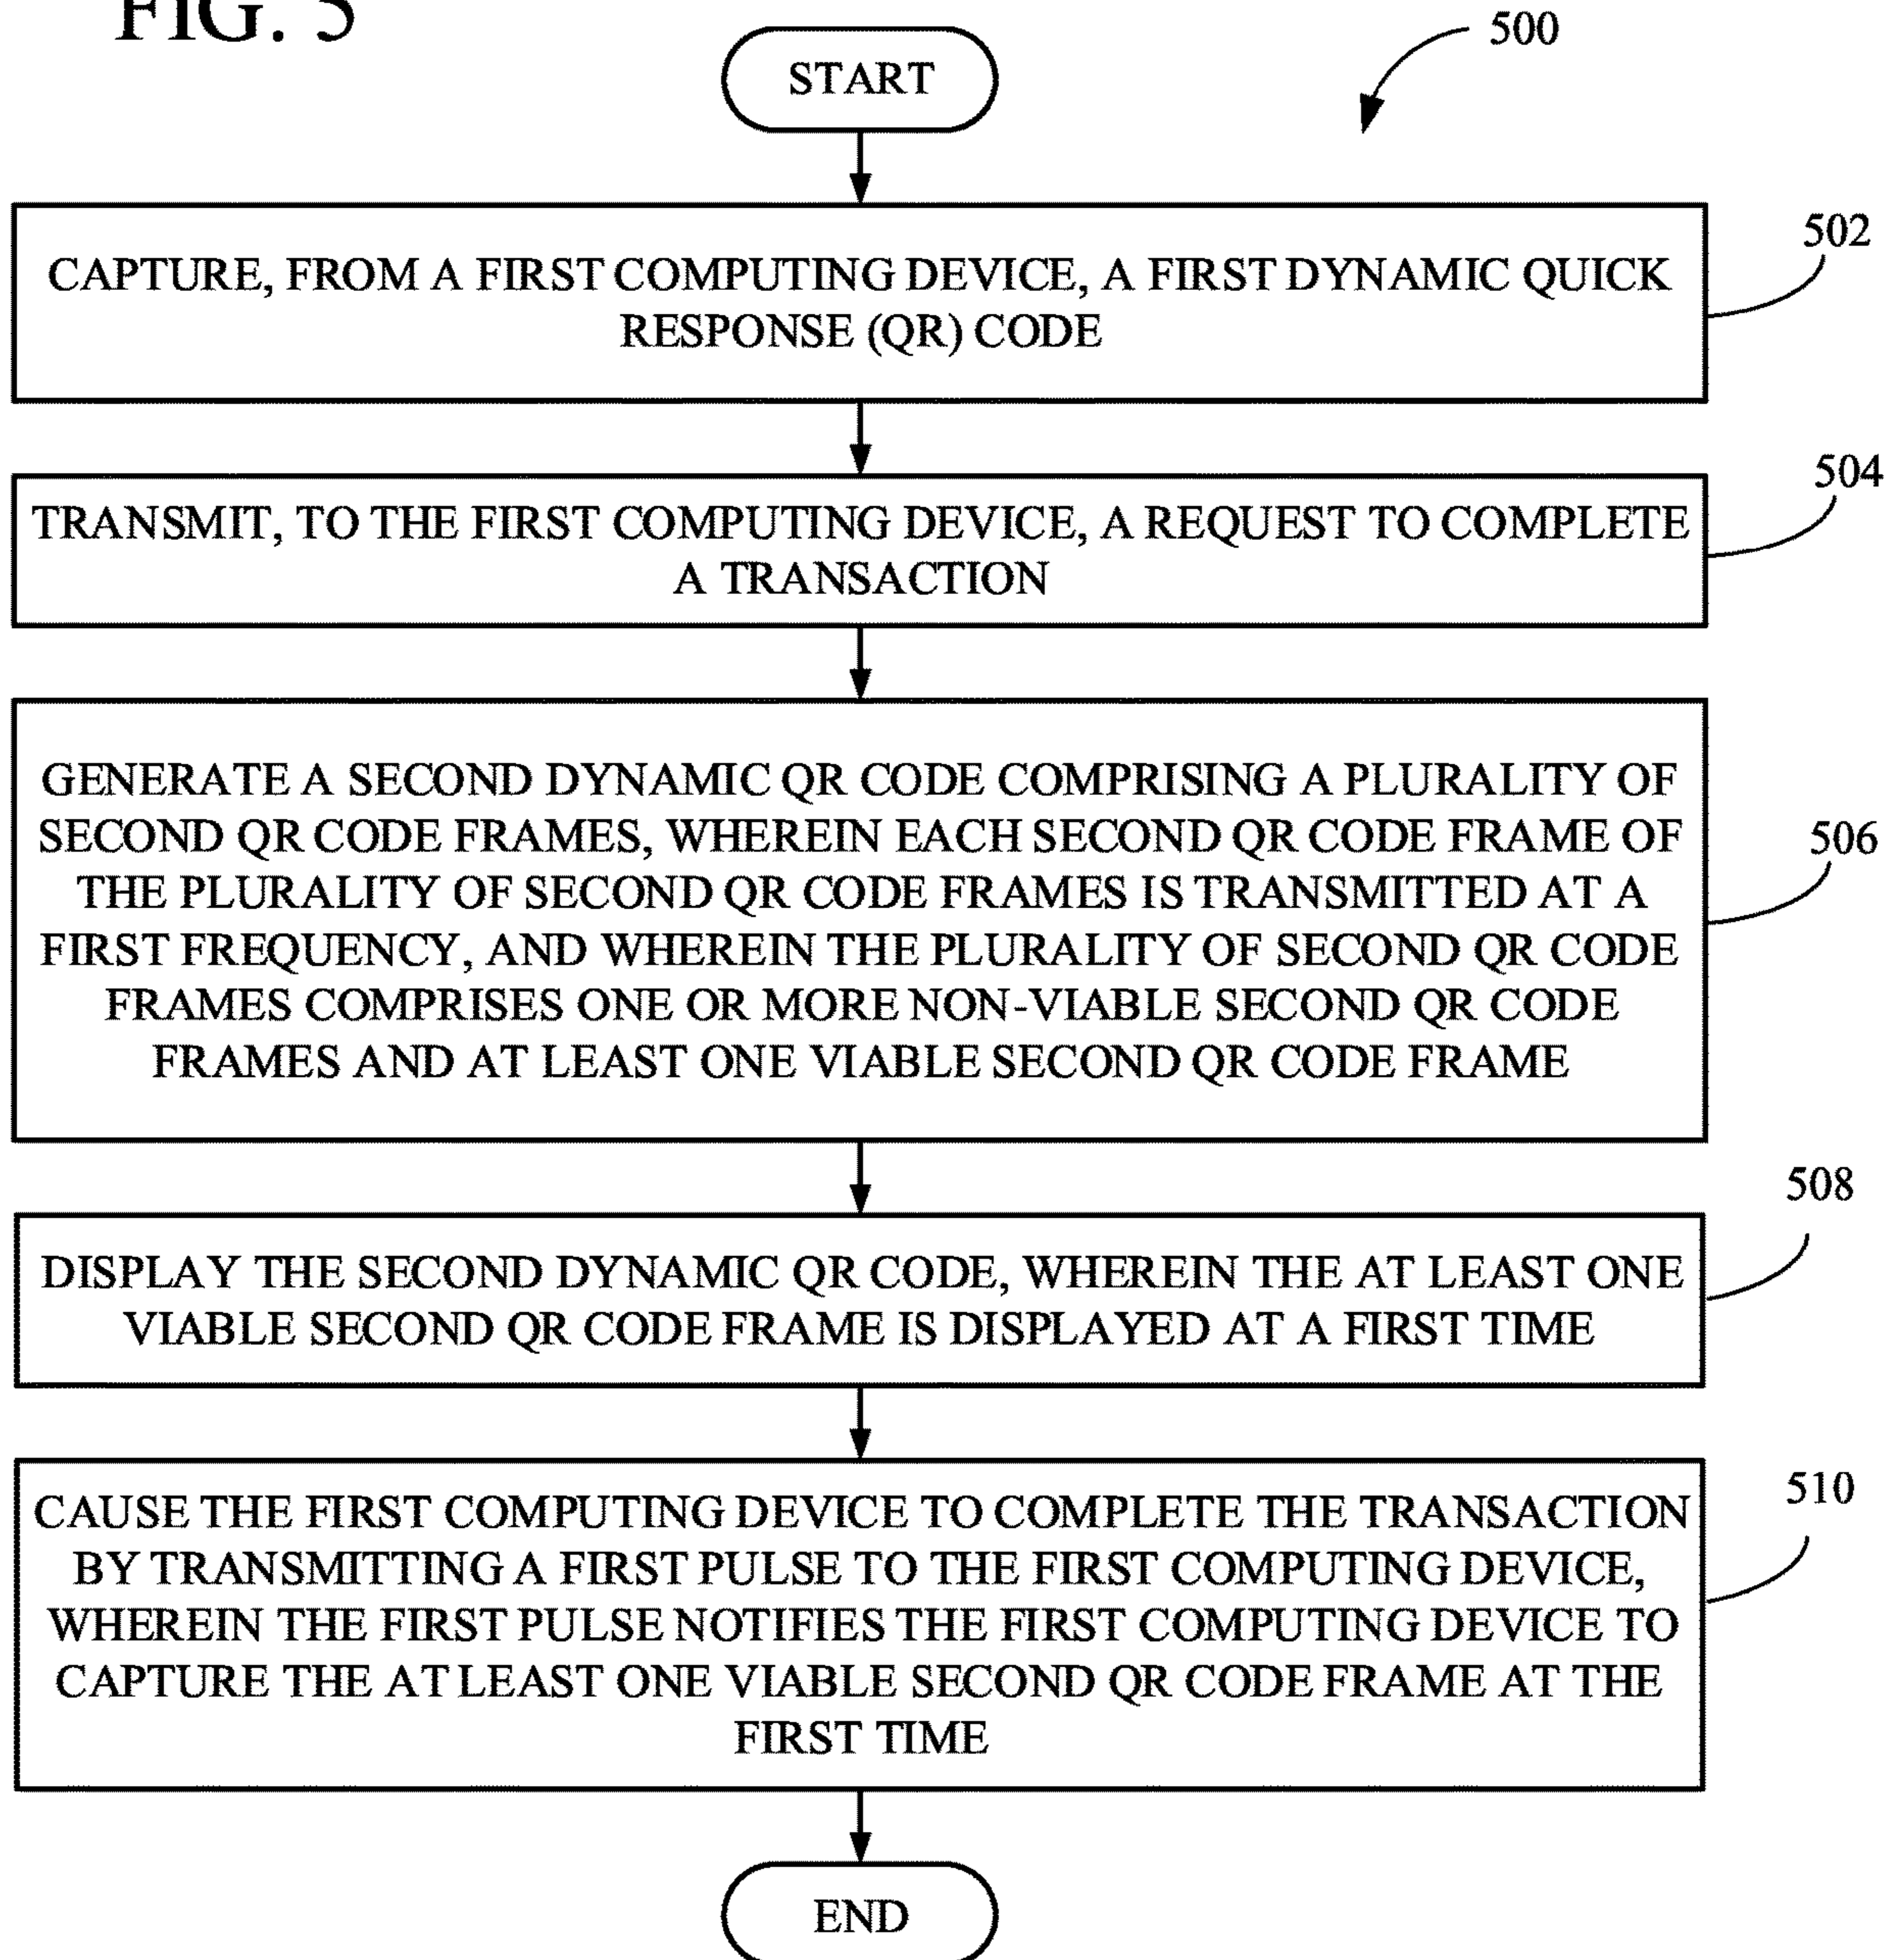 FIG. 5
500
START
502
CAPTURE, FROM A FIRST COMPUTING DEVICE, A FIRST DYNAMIC QUICK
RESPONSE (QR) CODE
504
TRANSMIT, TO THE FIRST COMPUTING DEVICE, A REQUEST TO COMPLETE
A TRANSACTION
GENERATE A SECOND DYNAMIC QR CODE COMPRISING A PLURALITY OF
SECOND QR CODE FRAMES, WHEREIN EACH SECOND QR CODE FRAME OF
THE PLURALITY OF SECOND QR CODE FRAMES IS TRANSMITTED AT A
FIRST FREQUENCY, AND WHEREIN THE PLURALITY OF SECOND QR CODE
FRAMES COMPRISES ONE OR MORE NON-VIABLE SECOND QR CODE
FRAMES AND AT LEAST ONE VIABLE SECOND QR CODE FRAME
506
508
DISPLAY THE SECOND DYNAMIC QR CODE, WHEREIN THE AT LEAST ONE
VIABLE SECOND QR CODE FRAME IS DISPLAYED AT A FIRST TIME
510
CAUSE THE FIRST COMPUTING DEVICE TO COMPLETE THE TRANSACTION
BY TRANSMITTING A FIRST PULSE TO THE FIRST COMPUTING DEVICE,
WHEREIN THE FIRST PULSE NOTIFIES THE FIRST COMPUTING DEVICE TO
CAPTURE THE AT LEAST ONE VIABLE SECOND QR CODE FRAME AT THE
FIRST TIME
END